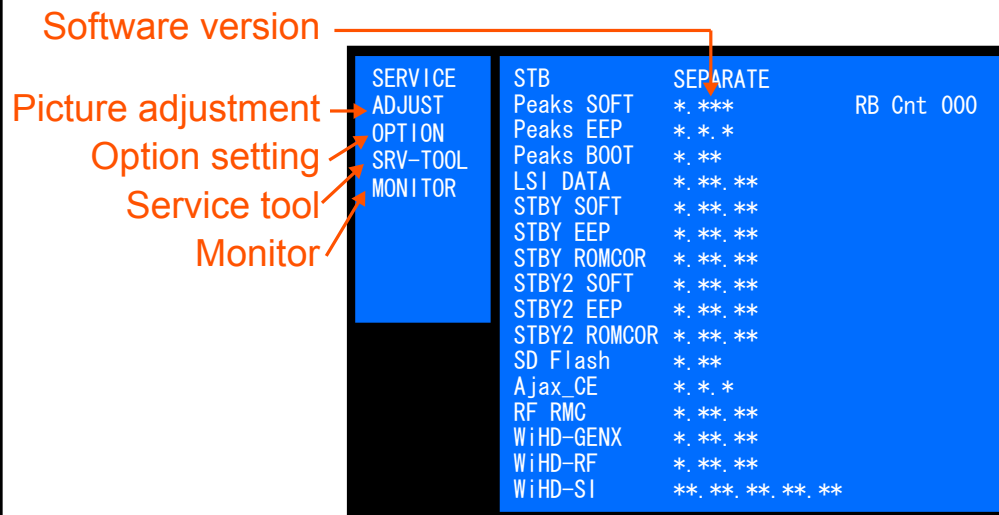 Software version
Picture adjustment
Option setting
Service tool
Monitor
SERVICE
ADJUST
OPTION
SRV-TOOL
MONITOR
STB SEPARATE
Peaks SOFT *.*** RB Cnt 000
Peaks EEP *.*.*
Peaks BOOT *.**
LSI DATA *.**.**
STBY SOFT *.**.**
STBY EEP *.**.**
STBY ROMCOR *.**.**
STBY2 SOFT *.**.**
STBY2 EEP *.**.**
STBY2 ROMCOR *.**.**
SD Flash *.**
Ajax_CE *.*.*
RF RMC *.**.**
WiHD-GENX *.**.**
WiHD-RF *.**.**
WiHD-SI **.**.**.**.**